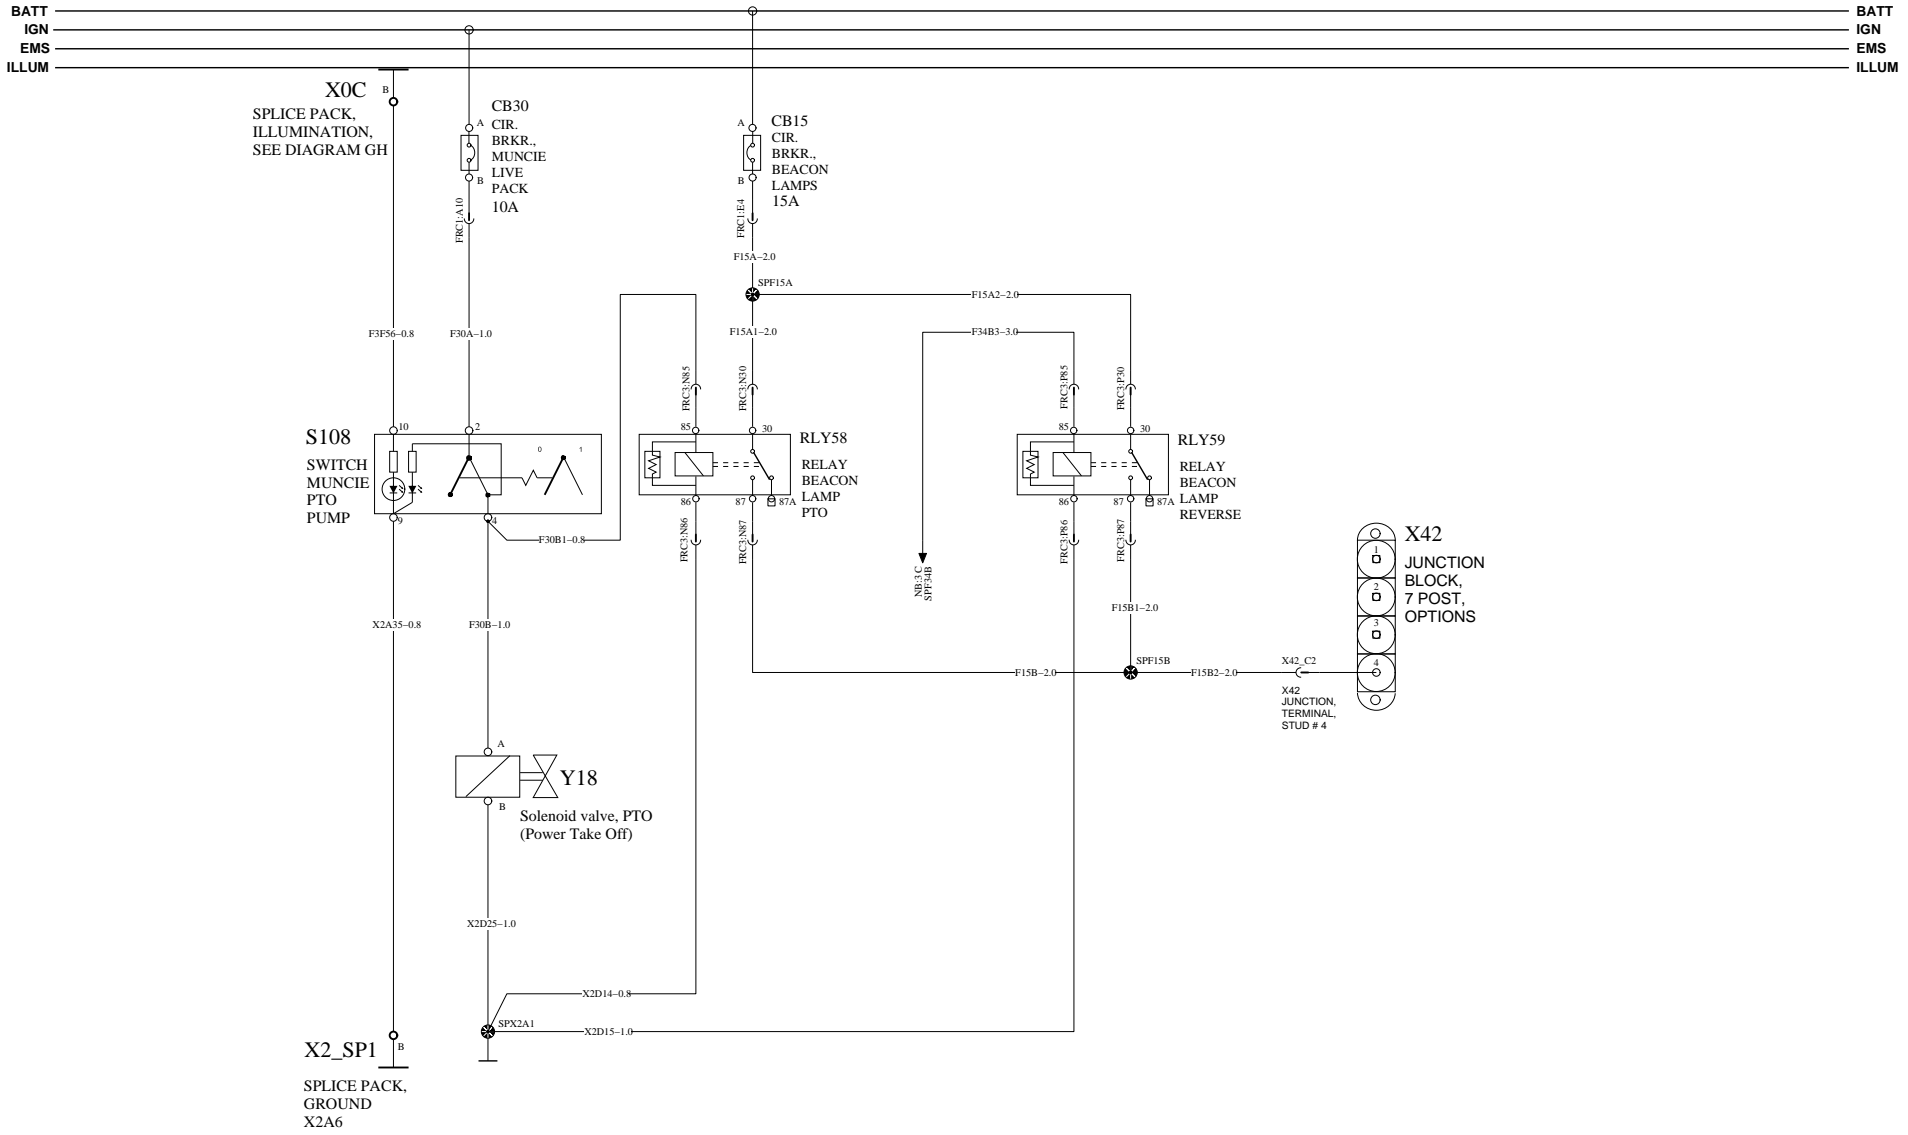 BATT
BATT
IGN
IGN
EMS
EMS
ILLUM
ILLUM
X0C
B
SPLICE PACK,
ILLUMINATION,
SEE DIAGRAM GH
CB30
A
CIR.
BRKR.,
MUNCIE
LIVE
PACK
10A
B
FRC1:A10
CB15
A
CIR.
BRKR.,
BEACON
LAMPS
15A
B
FRC1:E4
F15A−2.0
SPF15A
F15A2−2.0
F3F56−0.8
F30A−1.0
F15A1−2.0
F34B3−3.0
FRC3:N85
FRC3:N30
FRC3:P85
FRC3:P30
S108
SWITCH
MUNCIE
PTO
PUMP
10
2
0
1
9
4
85
30
RLY58
RELAY
BEACON
LAMP
PTO
86
87
87A
85
30
RLY59
RELAY
BEACON
LAMP
REVERSE
86
87
87A
F30B1−0.8
FRC3:N86
FRC3:N87
NB:3 C
SPF34B
FRC3:P86
FRC3:P87
X42
JUNCTION
BLOCK,
7 POST,
OPTIONS
1
2
3
4
F15B1−2.0
X2A35−0.8
F30B−1.0
F15B−2.0
SPF15B
F15B2−2.0
X42_C2
X42
JUNCTION,
TERMINAL,
STUD # 4
A
Y18
B
Solenoid valve, PTO
(Power Take Off)
X2D25−1.0
X2D14−0.8
SPX2A1
X2D15−1.0
X2_SP1
B
SPLICE PACK,
GROUND
X2A6